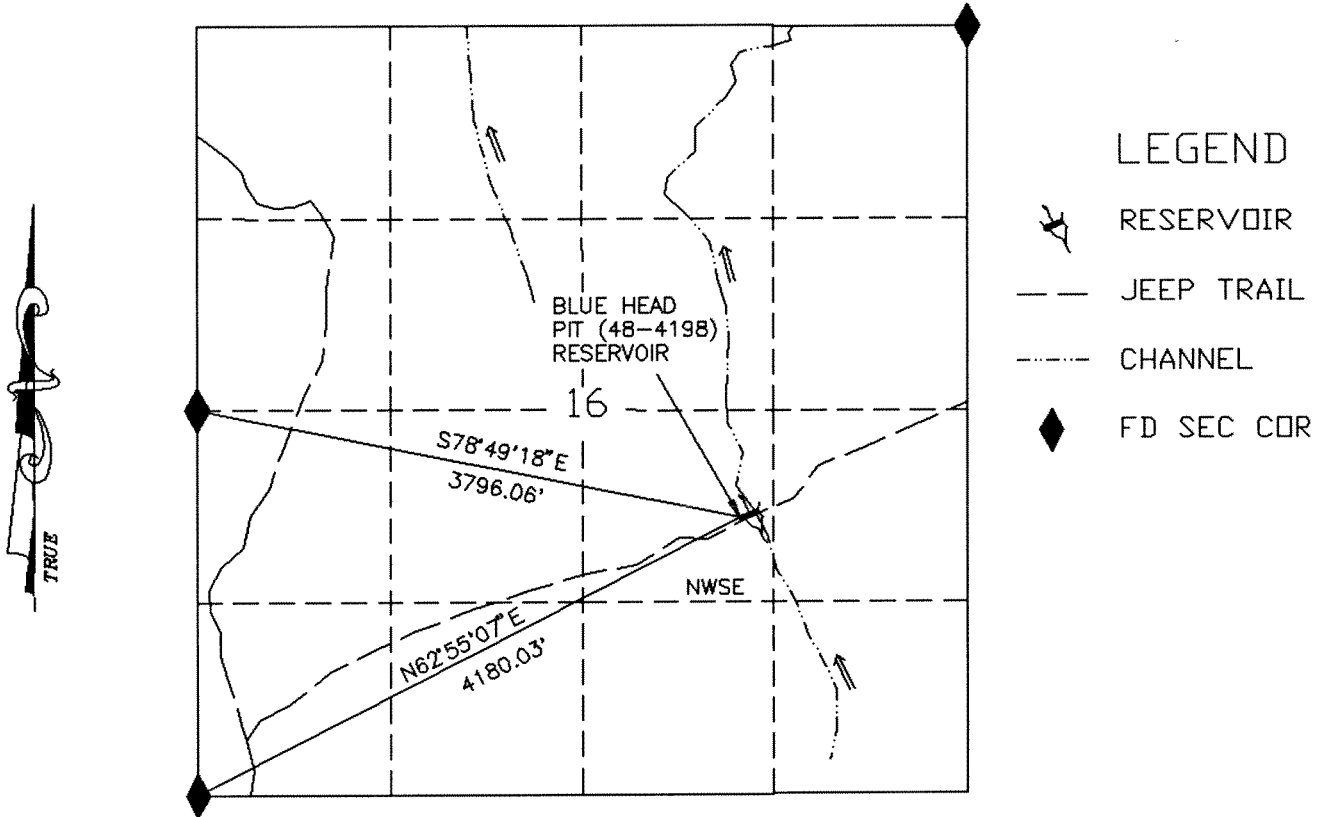 LEGEND
RESERVOIR
JEEP TRAIL
CHANNEL
FD SEC COR
BLUE HEAD
PIT (48-4198)
RESERVOIR
16
S78°49'18"E
3796.06'
NWSE
N62°55'07"E
4180.03'
TRUE